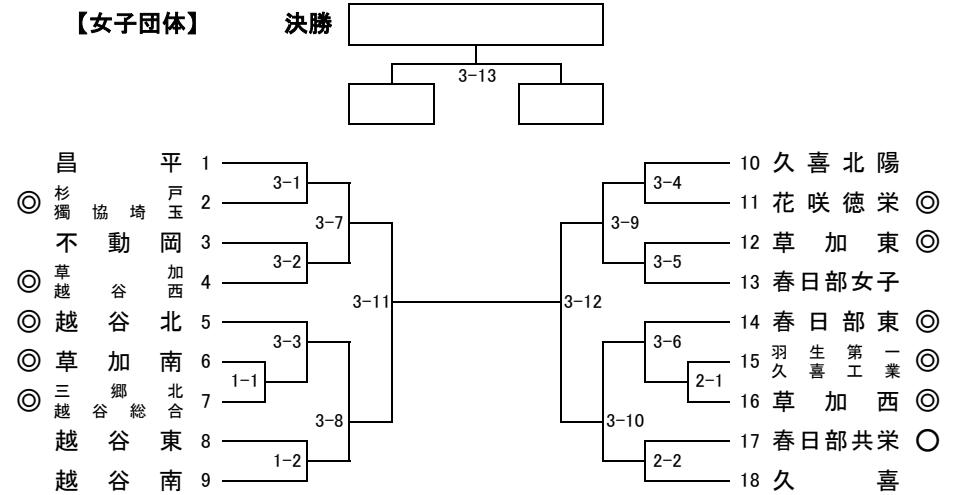 【女子団体】 決勝
3-13
昌平 1
◎ 杉戸
獨協埼玉 2
不動岡 3
◎ 草加
越谷西 4
◎ 越谷北 5
◎ 草加南 6
◎ 三郷北
越谷総合 7
越谷東 8
越谷南 9
3-1
3-7
3-2
3-11
3-3
1-1
3-8
1-2
10 久喜北陽
11 花咲徳栄 ◎
12 草加東 ◎
13 春日部女子
14 春日部東 ◎
15 羽生第一
久喜工業 ◎
16 草加西 ◎
17 春日部共栄 ○
18 久喜
3-4
3-9
3-5
3-12
3-6
2-1
3-10
2-2